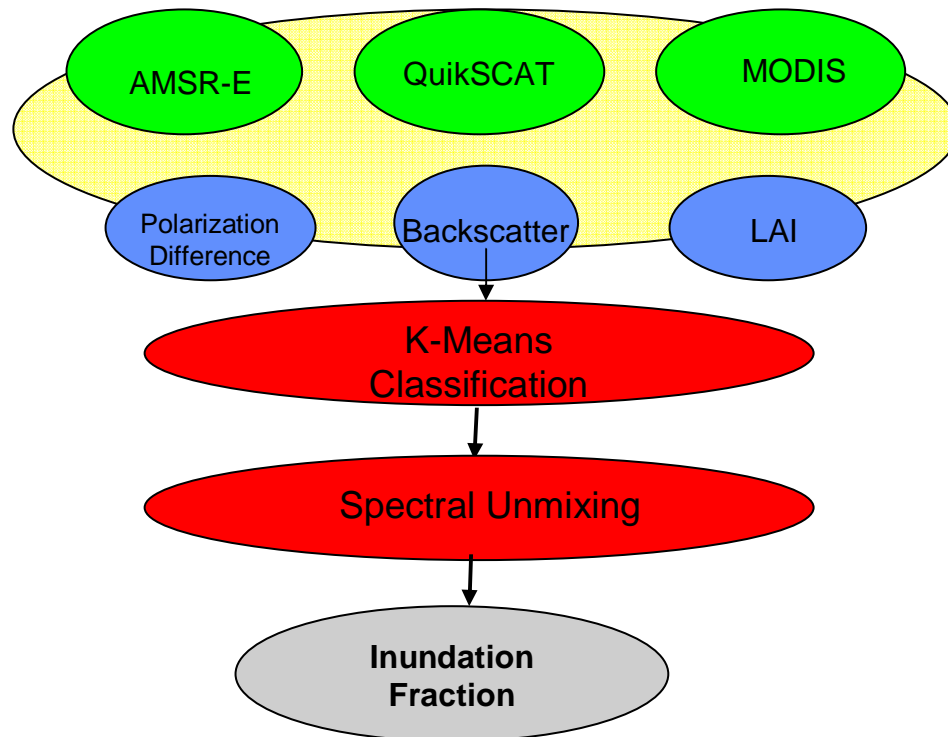 AMSR-E
QuikSCAT
MODIS
Polarization
Difference
Backscatter
LAI
K-Means
Classification
Spectral Unmixing
Inundation
Fraction